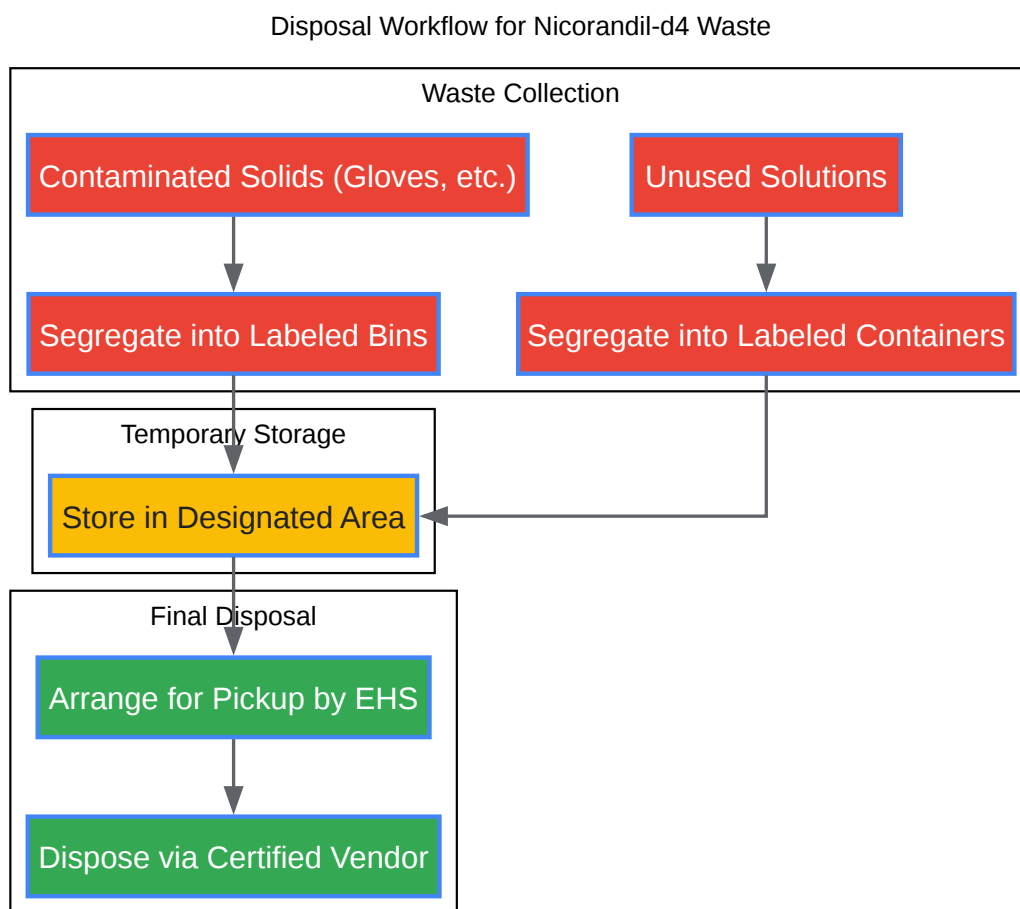 Disposal Workflow for Nicorandil-d4 Waste
Waste Collection
Contaminated Solids (Gloves, etc.)
Unused Solutions
Segregate into Labeled Bins
Segregate into Labeled Containers
Temporary Storage
Store in Designated Area
Final Disposal
Arrange for Pickup by EHS
Dispose via Certified Vendor